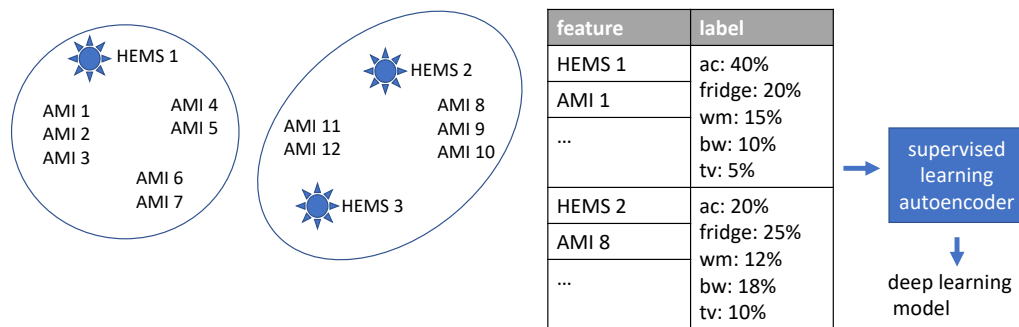 HEMS 1
AMI 1
AMI 2
AMI 3
AMI 4
AMI 5
AMI 6
AMI 7
HEMS 2
AMI 8
AMI 9
AMI 10
AMI 11
AMI 12
HEMS 3
feature label
HEMS 1
AMI 1
...
ac: 40%
fridge: 20%
wm: 15%
bw: 10%
tv: 5%
HEMS 2
AMI 8
...
ac: 20%
fridge: 25%
wm: 12%
bw: 18%
tv: 10%
supervised
learning
autoencoder
deep learning
model